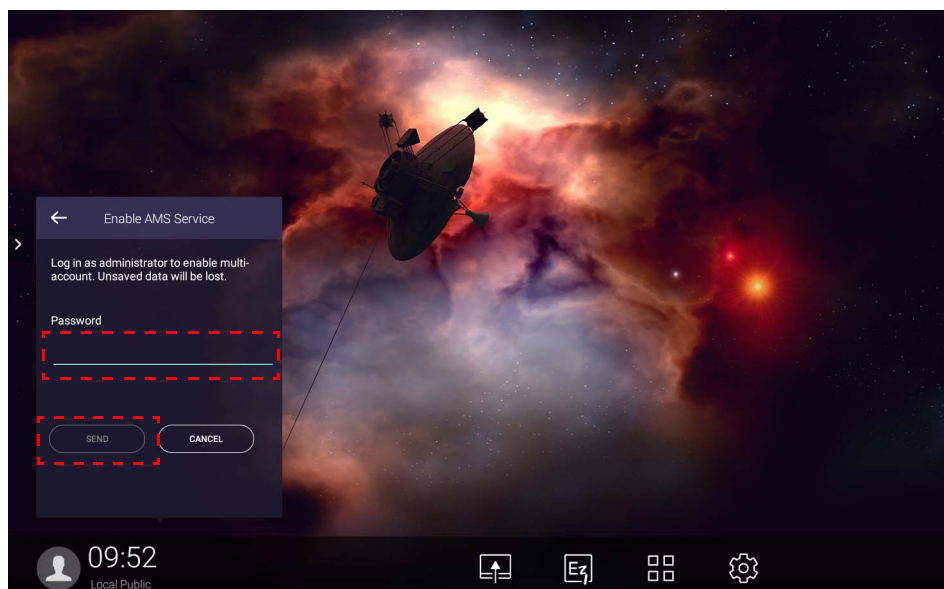 Enable AMS Service
Log in as administrator to enable multi-
account. Unsaved data will be lost.
Password
SEND
CANCEL
09:52
Local Public